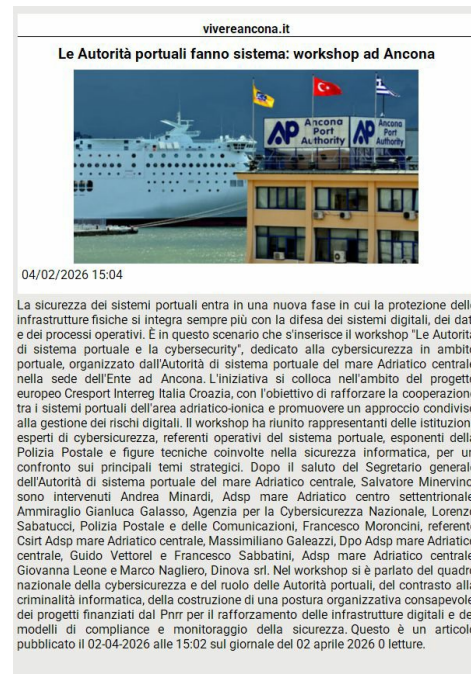 vivereancona.it
Le Autorità portuali fanno sistema: workshop ad Ancona
AP Ancona Port Authority AP Ancona Port Authority
04/02/2026 15:04
La sicurezza dei sistemi portuali entra in una nuova fase in cui la protezione dell
infrastrutture fisiche si integra sempre più con la difesa dei sistemi digitali, dei dat
e dei processi operativi. È in questo scenario che s'inserisce il workshop "Le Autorit
di sistema portuale e la cybersecurity", dedicato alla cybersicurezza in ambito
portuale, organizzato dall'Autorità di sistema portuale del mare Adriatico centrale
nella sede dell'Ente ad Ancona. L'iniziativa si colloca nell'ambito del progetto
europeo Cresport Interreg Italia Croazia, con l'obiettivo di rafforzare la cooperazione
tra i sistemi portuali dell'area adriatico-ionica e promuovere un approccio condiviso
alla gestione dei rischi digitali. Il workshop ha riunito rappresentanti delle istituzion
esperti di cybersicurezza, referenti operativi del sistema portuale, esponenti della
Polizia Postale e figure tecniche coinvolte nella sicurezza informatica, per un
confronto sui principali temi strategici. Dopo il saluto del Segretario general
dell'Autorità di sistema portuale del mare Adriatico centrale, Salvatore Minervino
sono intervenuti Andrea Minardi, Adsp mare Adriatico centro settentrionale
Ammiraglio Gianluca Galasso, Agenzia per la Cybersicurezza Nazionale, Lorenzo
Sabatucci, Polizia Postale e delle Comunicazioni, Francesco Moroncini, referent
Csirt Adsp mare Adriatico centrale, Massimiliano Galeazzi, Dpo Adsp mare Adriatico
centrale, Guido Vettorel e Francesco Sabbatini, Adsp mare Adriatico centrale
Giovanna Leone e Marco Nagliero, Dinova srl. Nel workshop si è parlato del quadro
nazionale della cybersicurezza e del ruolo delle Autorità portuali, del contrasto alla
criminalità informatica, della costruzione di una postura organizzativa consapevole
dei progetti finanziati dal Pnrr per il rafforzamento delle infrastrutture digitali e de
modelli di compliance e monitoraggio della sicurezza. Questo è un articolo
pubblicato il 02-04-2026 alle 15:02 sul giornale del 02 aprile 2026 0 letture.